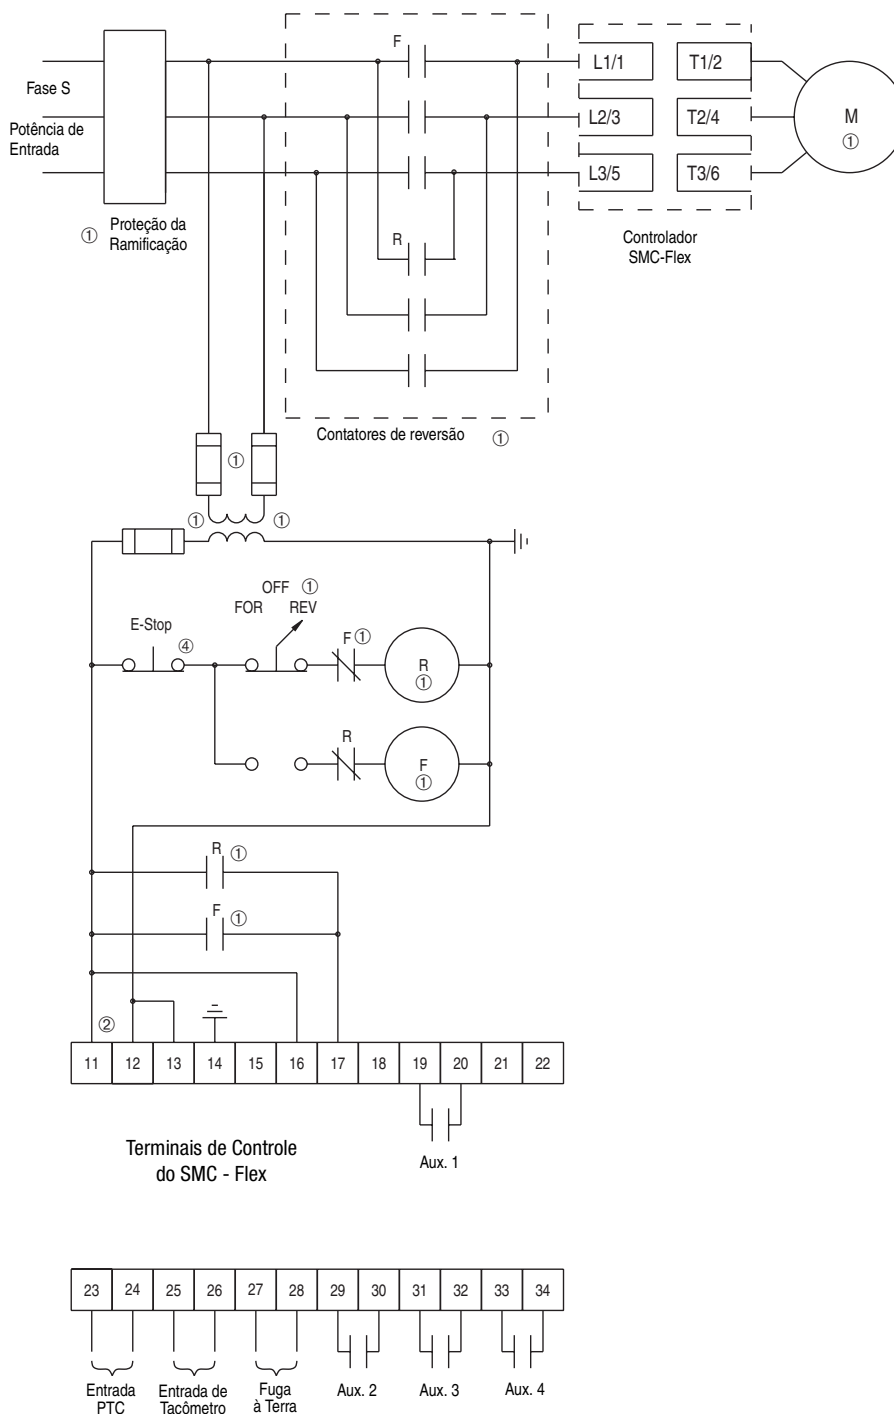 F
Fase S
Potência de
Entrada
L1/1 T1/2
L2/3 T2/4
L3/5 T3/6
M
①
① Proteção da
Ramificação
R
Controlador
SMC-Flex
Contatores de reversão ①
①
① ①
OFF ①
FOR REV
E-Stop
④
F ①
R
①
R
F
①
R ①
F ①
②
11 12 13 14 15 16 17 18 19 20 21 22
Terminais de Controle
do SMC - Flex
Aux. 1
23 24 25 26 27 28 29 30 31 32 33 34
Entrada
PTC
Entrada de
Tacômetro
Fuga
à Terra
Aux. 2 Aux. 3 Aux. 4